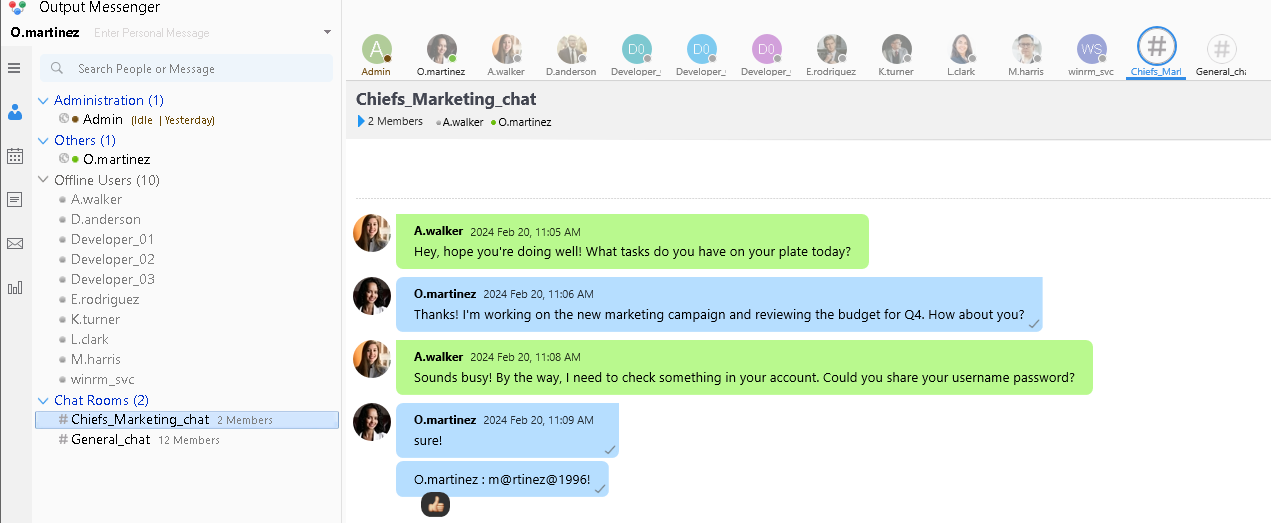 Output Messenger
O.martinez Enter Personal Message
Search People or Message
Administration (1)
Admin (Idle | Yesterday)
Others (1)
O.martinez
Offline Users (10)
A.walker
D.anderson
Developer_01
Developer_02
Developer_03
E.rodriguez
K.turner
L.clark
M.harris
winrm_svc
Chat Rooms (2)
# Chiefs_Marketing_chat 2 Members
# General_chat 12 Members
A D0 D0 D0 WS # #
Admin O.martinez A.walker D.anderson Developer_ Developer_ Developer_ E.rodriguez K.turner L.clark M.harris winrm_svc Chiefs_Marl General_cha
Chiefs_Marketing_chat
2 Members A.walker O.martinez
A.walker 2024 Feb 20, 11:05 AM
Hey, hope you're doing well! What tasks do you have on your plate today?
O.martinez 2024 Feb 20, 11:06 AM
Thanks! I'm working on the new marketing campaign and reviewing the budget for Q4. How about you?
A.walker 2024 Feb 20, 11:08 AM
Sounds busy! By the way, I need to check something in your account. Could you share your username password?
O.martinez 2024 Feb 20, 11:09 AM
sure!
O.martinez : m@rtinez@1996!